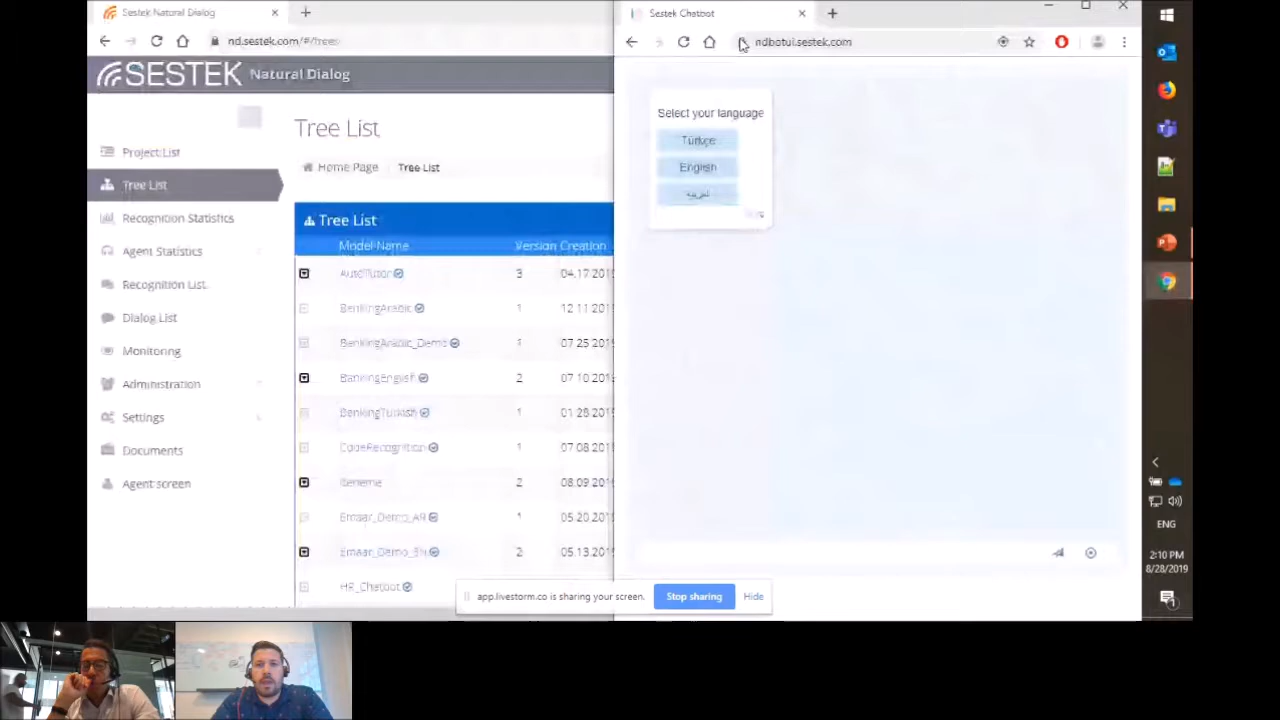 Sestek Natural Dialog
nd.sestek.com/#/trees
SESTEK Natural Dialog
Project List
Tree List
Recognition Statistics
Agent Statistics
Recognition List
Dialog List
Monitoring
Administration
Settings
Documents
Agent screen
Tree List
Home Page Tree List
Tree List
Model Name Version Creation
AutoTutor 3 04.17.201
BankingArabic 1 12.11.201
BankingArabic_Demo 1 07.25.201
BankingEnglish 2 07.10.201
BankingTurkish 1 01.28.201
CodeRecognition 1 07.08.201
2 08.09.201
Emaar_Demo_AR 1 05.20.201
2 05.13.201
HR_Chatbot
Sestek Chatbot
ndbotui.sestek.com
Select your language
Türkçe
English
العربية
app.livestorm.co is sharing your screen.
Stop sharing
Hide
ENG
2:10 PM
8/28/2019